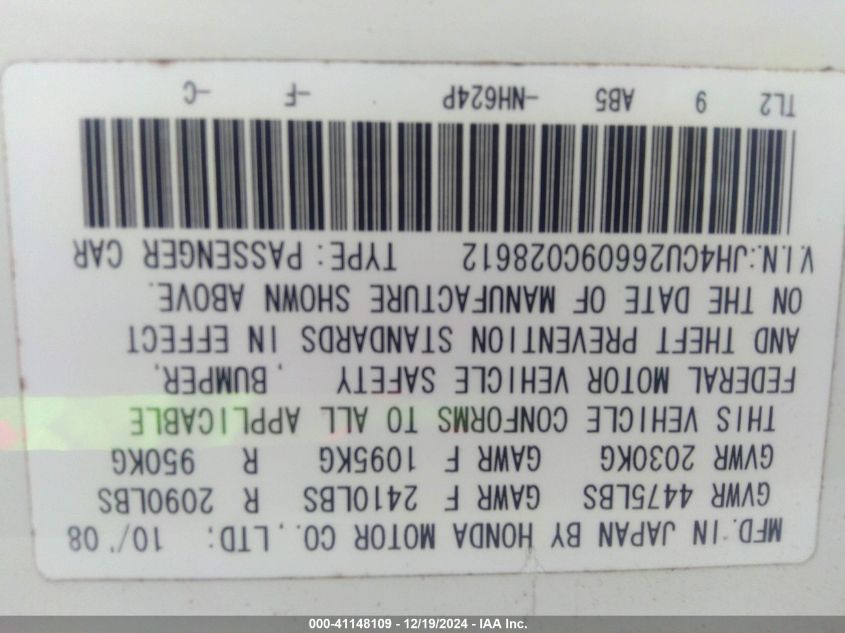 MFD. IN JAPAN BY HONDA MOTOR CO., LTD: 10/'08
GVWR 4475LBS GAWR F 2410LBS R 2090LBS
GVWR 2030KG GAWR F 1095KG R 950KG
THIS VEHICLE CONFORMS TO ALL APPLICABLE
FEDERAL MOTOR VEHICLE SAFETY , BUMPER,
AND THEFT PREVENTION STANDARDS IN EFFECT
ON THE DATE OF MANUFACTURE SHOWN ABOVE.
V.I.N.:JH4CU26609C028612 TYPE:PASSENGER CAR
TL2 9 AB5 -NH624P -F -C
000-41148109 - 12/19/2024 - IAA Inc.